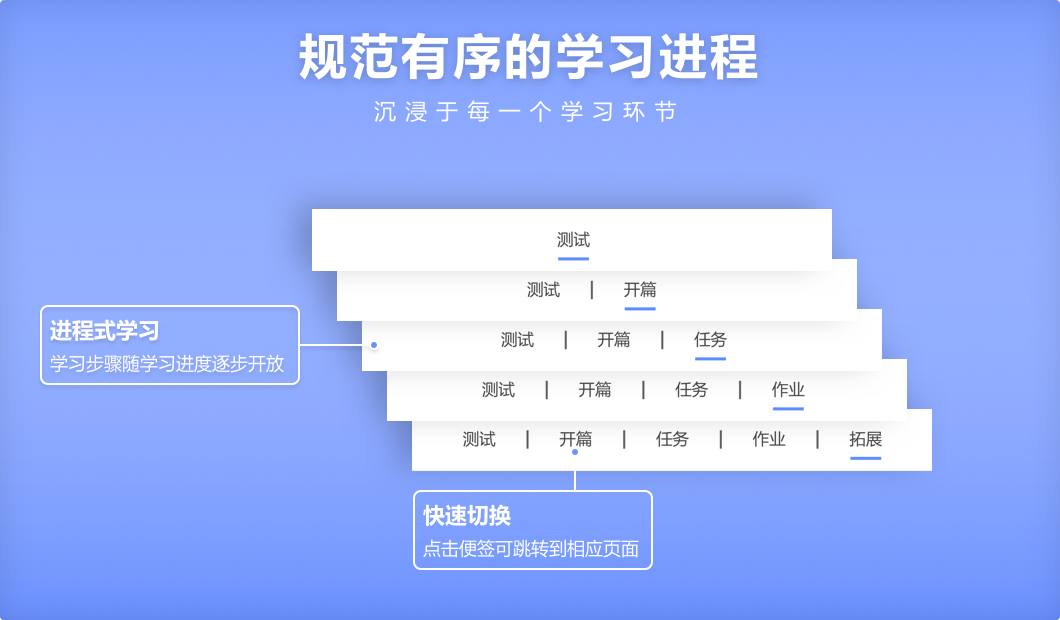 规范有序的学习进程
沉浸于每一个学习环节
测试
测试 | 开篇
测试 | 开篇 | 任务
进程式学习
学习步骤随学习进度逐步开放
测试 | 开篇 | 任务 | 作业
测试 | 开篇 | 任务 | 作业 | 拓展
快速切换
点击便签可跳转到相应页面